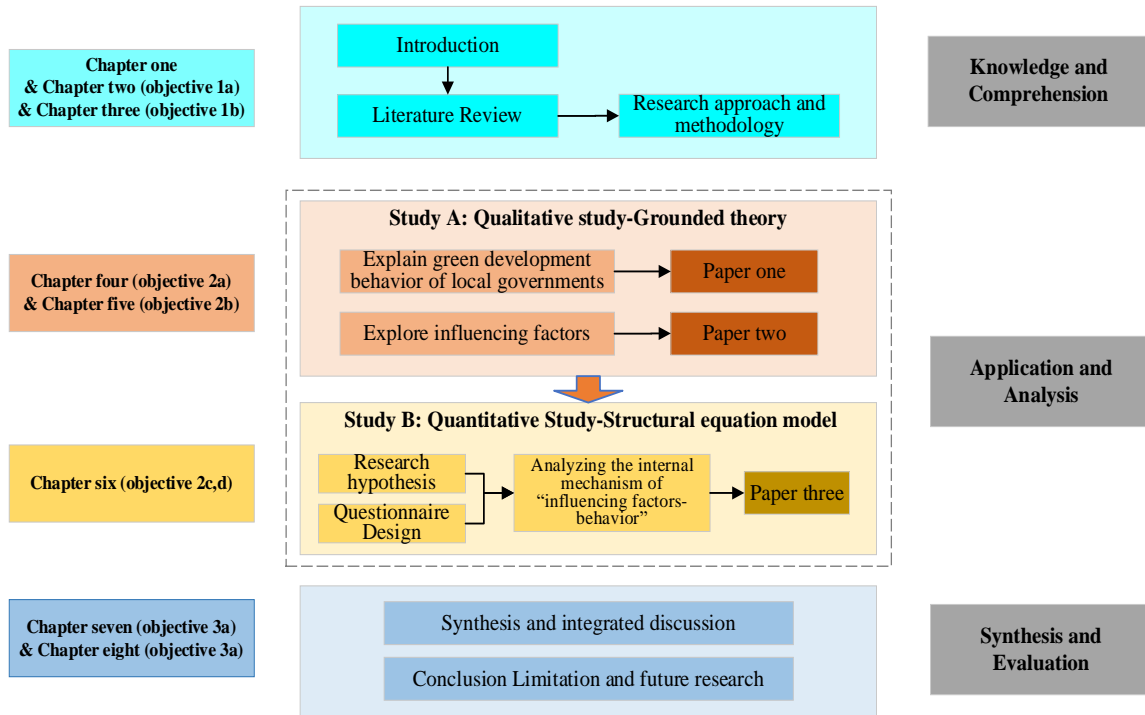 Chapter one
& Chapter two (objective 1a)
& Chapter three (objective 1b)
Introduction
Literature Review
Research approach and
methodology
Knowledge and
Comprehension
Chapter four (objective 2a)
& Chapter five (objective 2b)
Study A: Qualitative study-Grounded theory
Explain green development
behavior of local governments
Paper one
Explore influencing factors
Paper two
Application and
Analysis
Chapter six (objective 2c,d)
Study B: Quantitative Study-Structural equation model
Research
hypothesis
Questionnaire
Design
Analyzing the internal
mechanism of
“influencing factors-
behavior”
Paper three
Chapter seven (objective 3a)
& Chapter eight (objective 3a)
Synthesis and integrated discussion
Conclusion Limitation and future research
Synthesis and
Evaluation